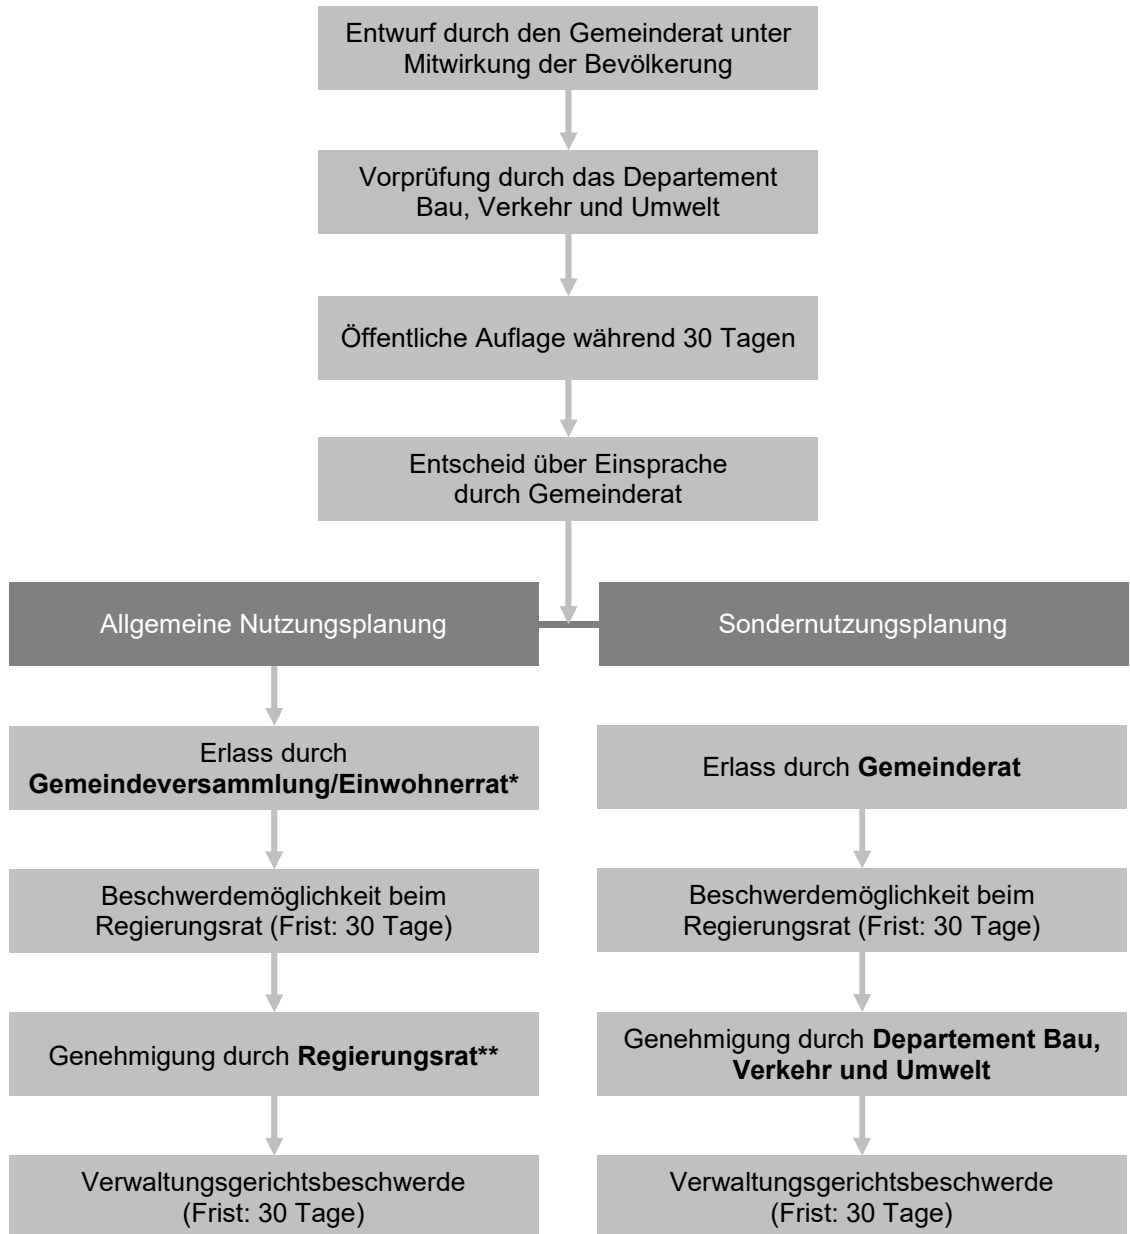 Entwurf durch den Gemeinderat unter
Mitwirkung der Bevölkerung
Vorprüfung durch das Departement
Bau, Verkehr und Umwelt
Öffentliche Auflage während 30 Tagen
Entscheid über Einsprache
durch Gemeinderat
Allgemeine Nutzungsplanung
Sondernutzungsplanung
Erlass durch
Gemeindeversammlung/Einwohnerrat*
Erlass durch Gemeinderat
Beschwerdemöglichkeit beim
Regierungsrat (Frist: 30 Tage)
Beschwerdemöglichkeit beim
Regierungsrat (Frist: 30 Tage)
Genehmigung durch Regierungsrat**
Genehmigung durch Departement Bau,
Verkehr und Umwelt
Verwaltungsgerichtsbeschwerde
(Frist: 30 Tage)
Verwaltungsgerichtsbeschwerde
(Frist: 30 Tage)